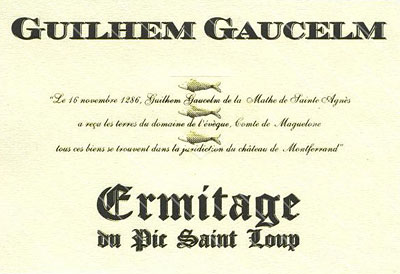 GUILHEM GAUCELM
"Le 16 novembre 1286, Guilhem Gaucelm de la Mathe de Sainte Agnès
a reça les terres du domaine de l'évêque, Comte de Maguelone
tous ces biens se trouvent dans la juridiction du château de Montferrand"
Ermitage
du Pic Saint Loup